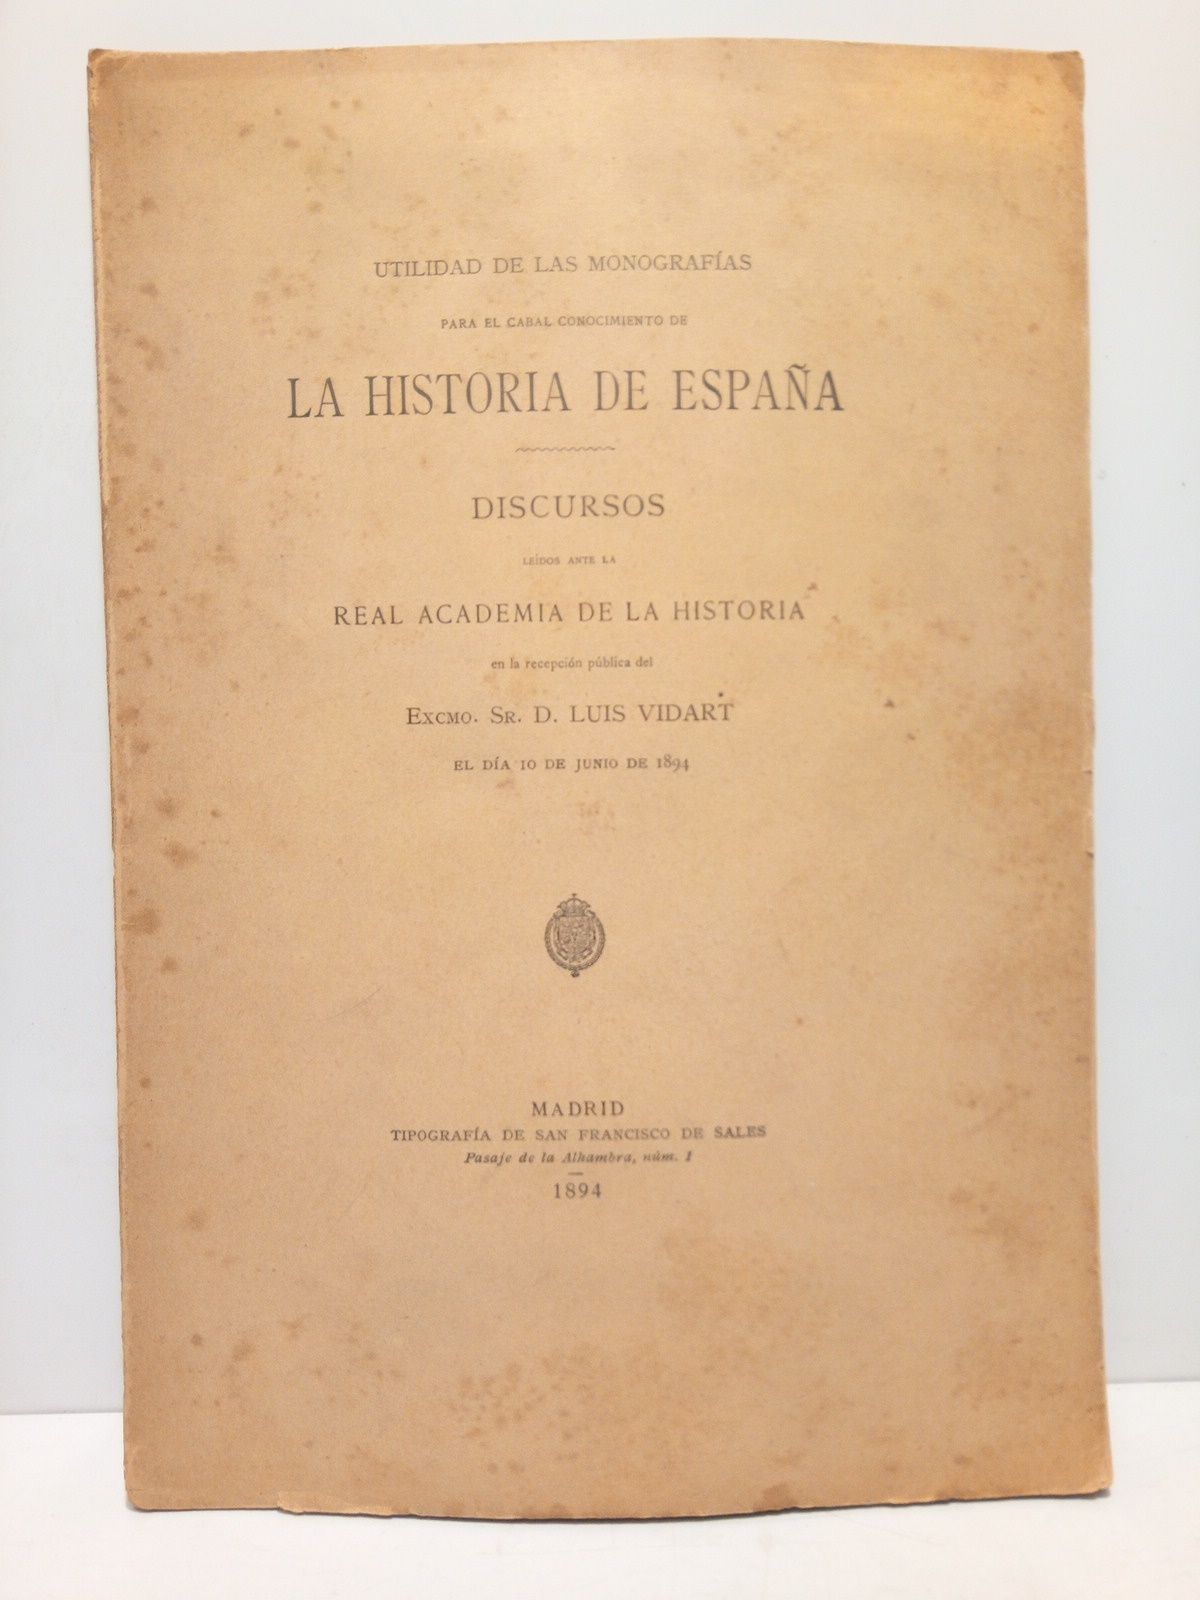 UTILIDAD DE LAS MONOGRAFÍAS
PARA EL CABAL CONOCIMIENTO DE
LA HISTORIA DE ESPAÑA
DISCURSOS
LEÍDOS ANTE LA
REAL ACADEMIA DE LA HISTORIA
en la recepción pública del
EXCMO. SR. D. LUIS VIDART
EL DÍA 10 DE JUNIO DE 1894
MADRID
TIPOGRAFÍA DE SAN FRANCISCO DE SALES
Pasaje de la Alhambra, núm. 1
1894